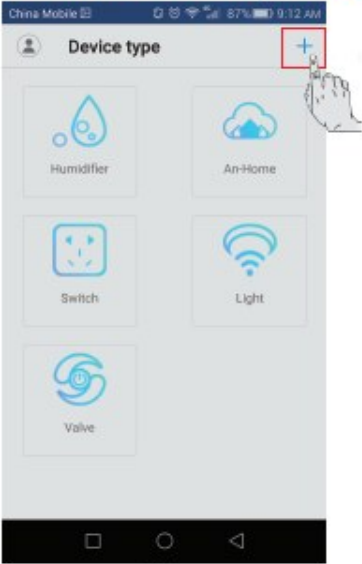 China Mobile 87% 9:12 AM
Device type
Humidifier An-Home
Switch Light
Valve